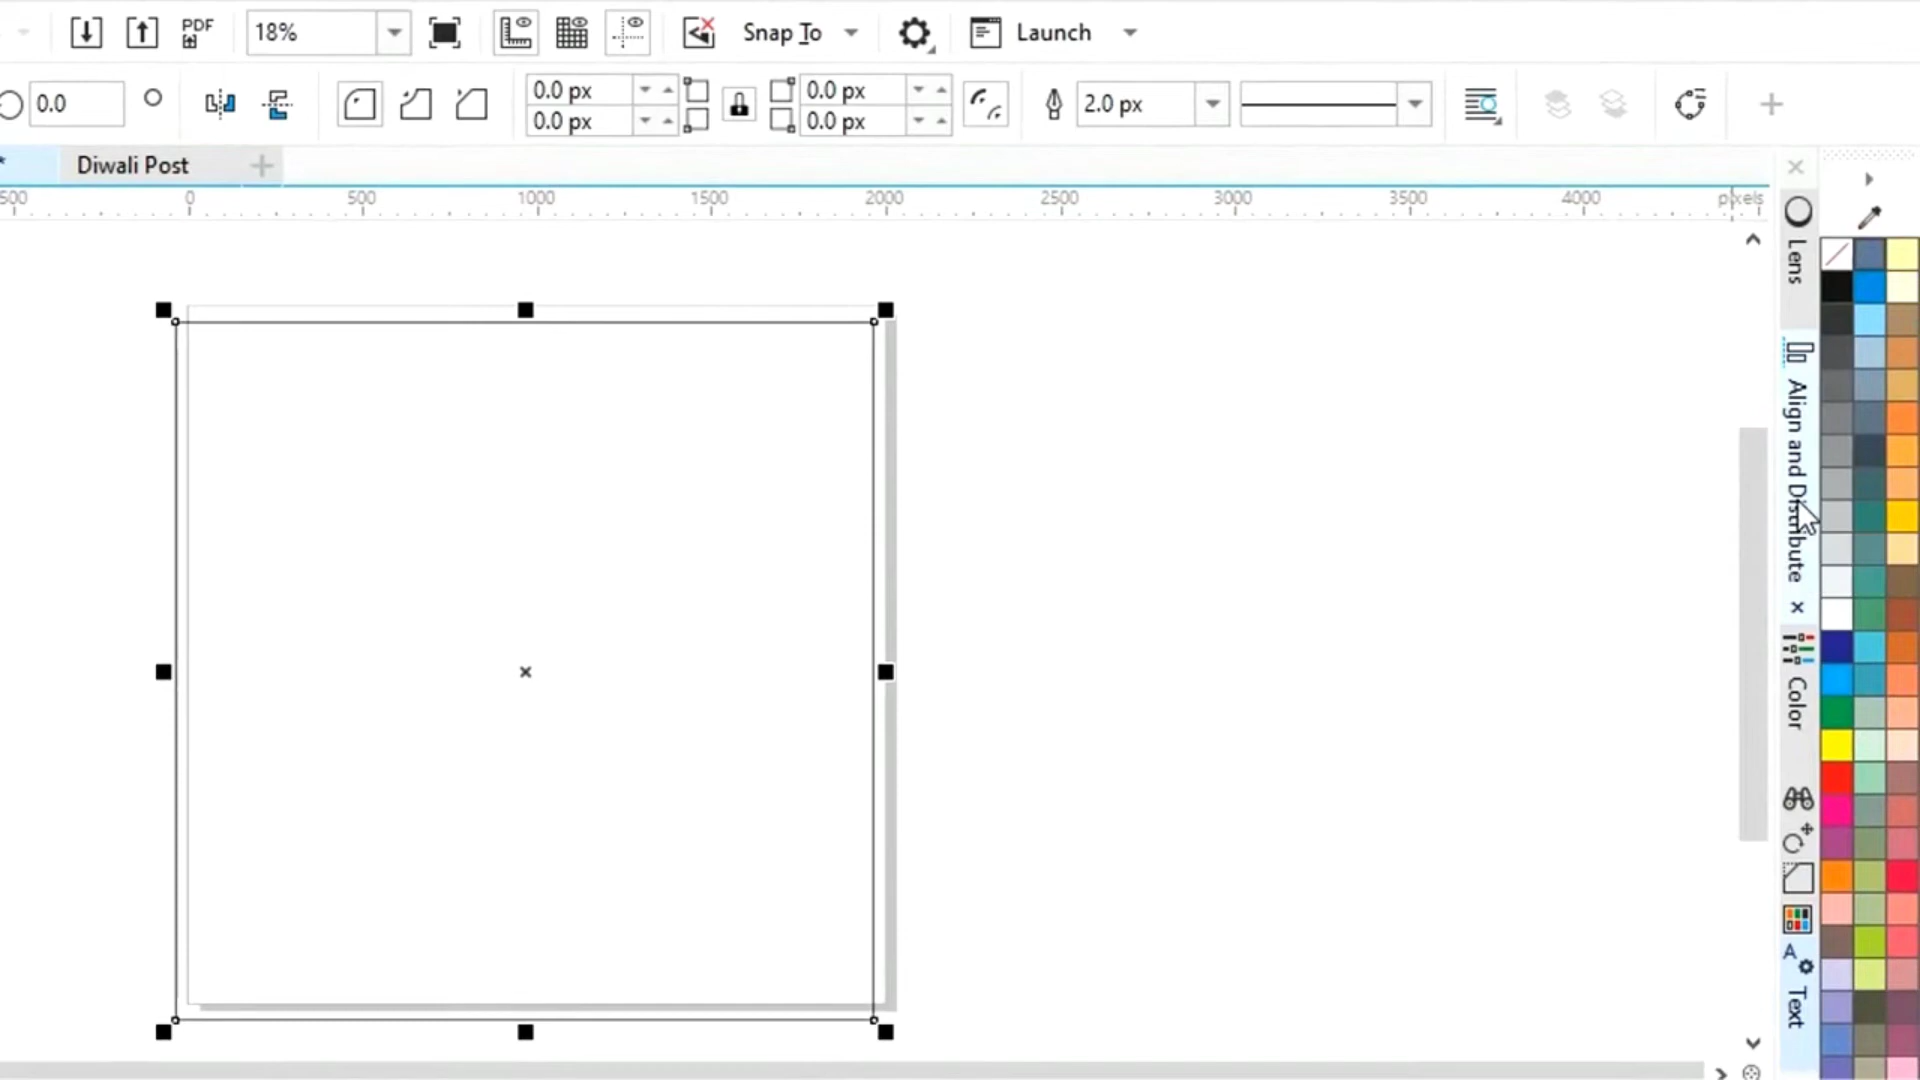 PDF
18%
Snap To
Launch
0.0
0.0 px
0.0 px
0.0 px
0.0 px
2.0 px
*
Diwali Post
500
0
500
1000
1500
2000
2500
3000
3500
4000
pixels
Lens
Align and Distribute
Color
Text